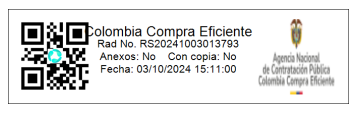 Colombia Compra Eficiente
Rad No. RS20241003013793
Anexos: No Con copia: No
Fecha: 03/10/2024 15:11:00
Agencia Nacional
de Contratación Pública
Colombia Compra Eficiente